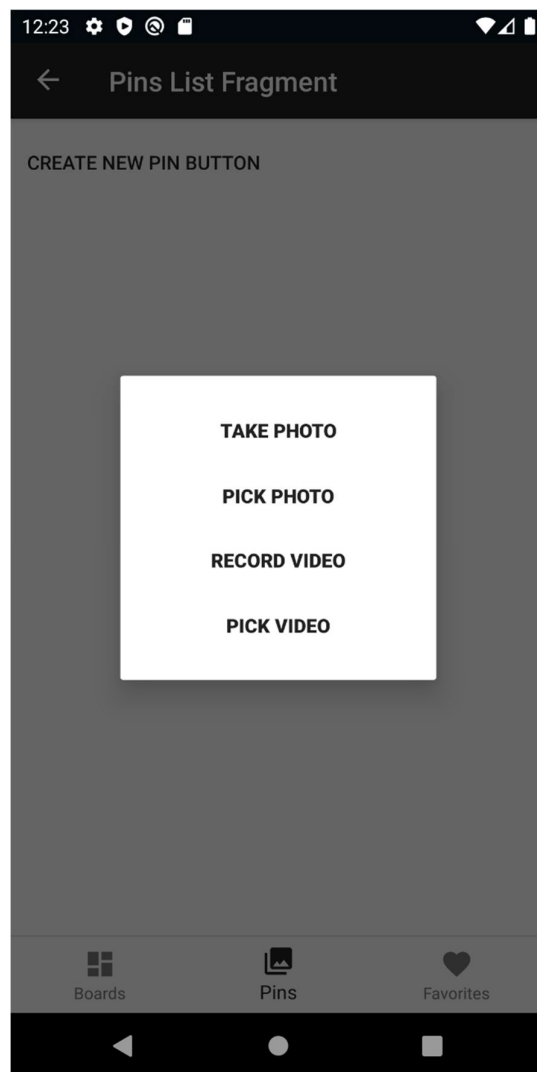 12:23
Pins List Fragment
CREATE NEW PIN BUTTON
TAKE PHOTO
PICK PHOTO
RECORD VIDEO
PICK VIDEO
Boards Pins Favorites